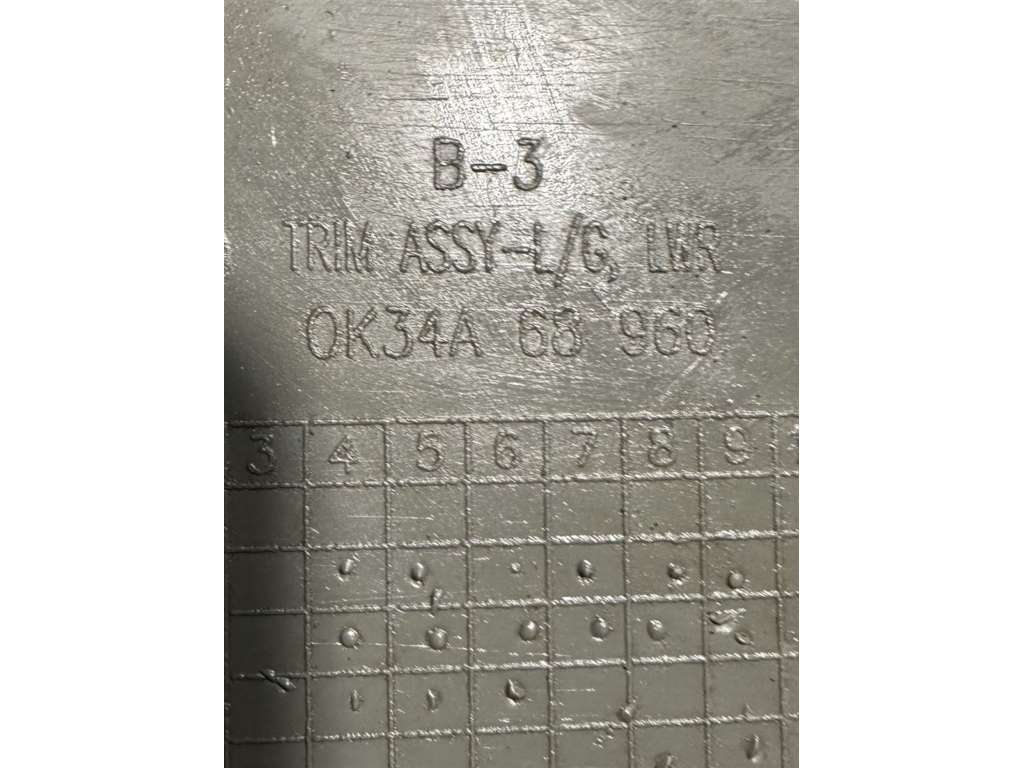 B-3
TRIM ASSY-L/G, LWR
0K34A 68 960
3 4 5 6 7 8 9